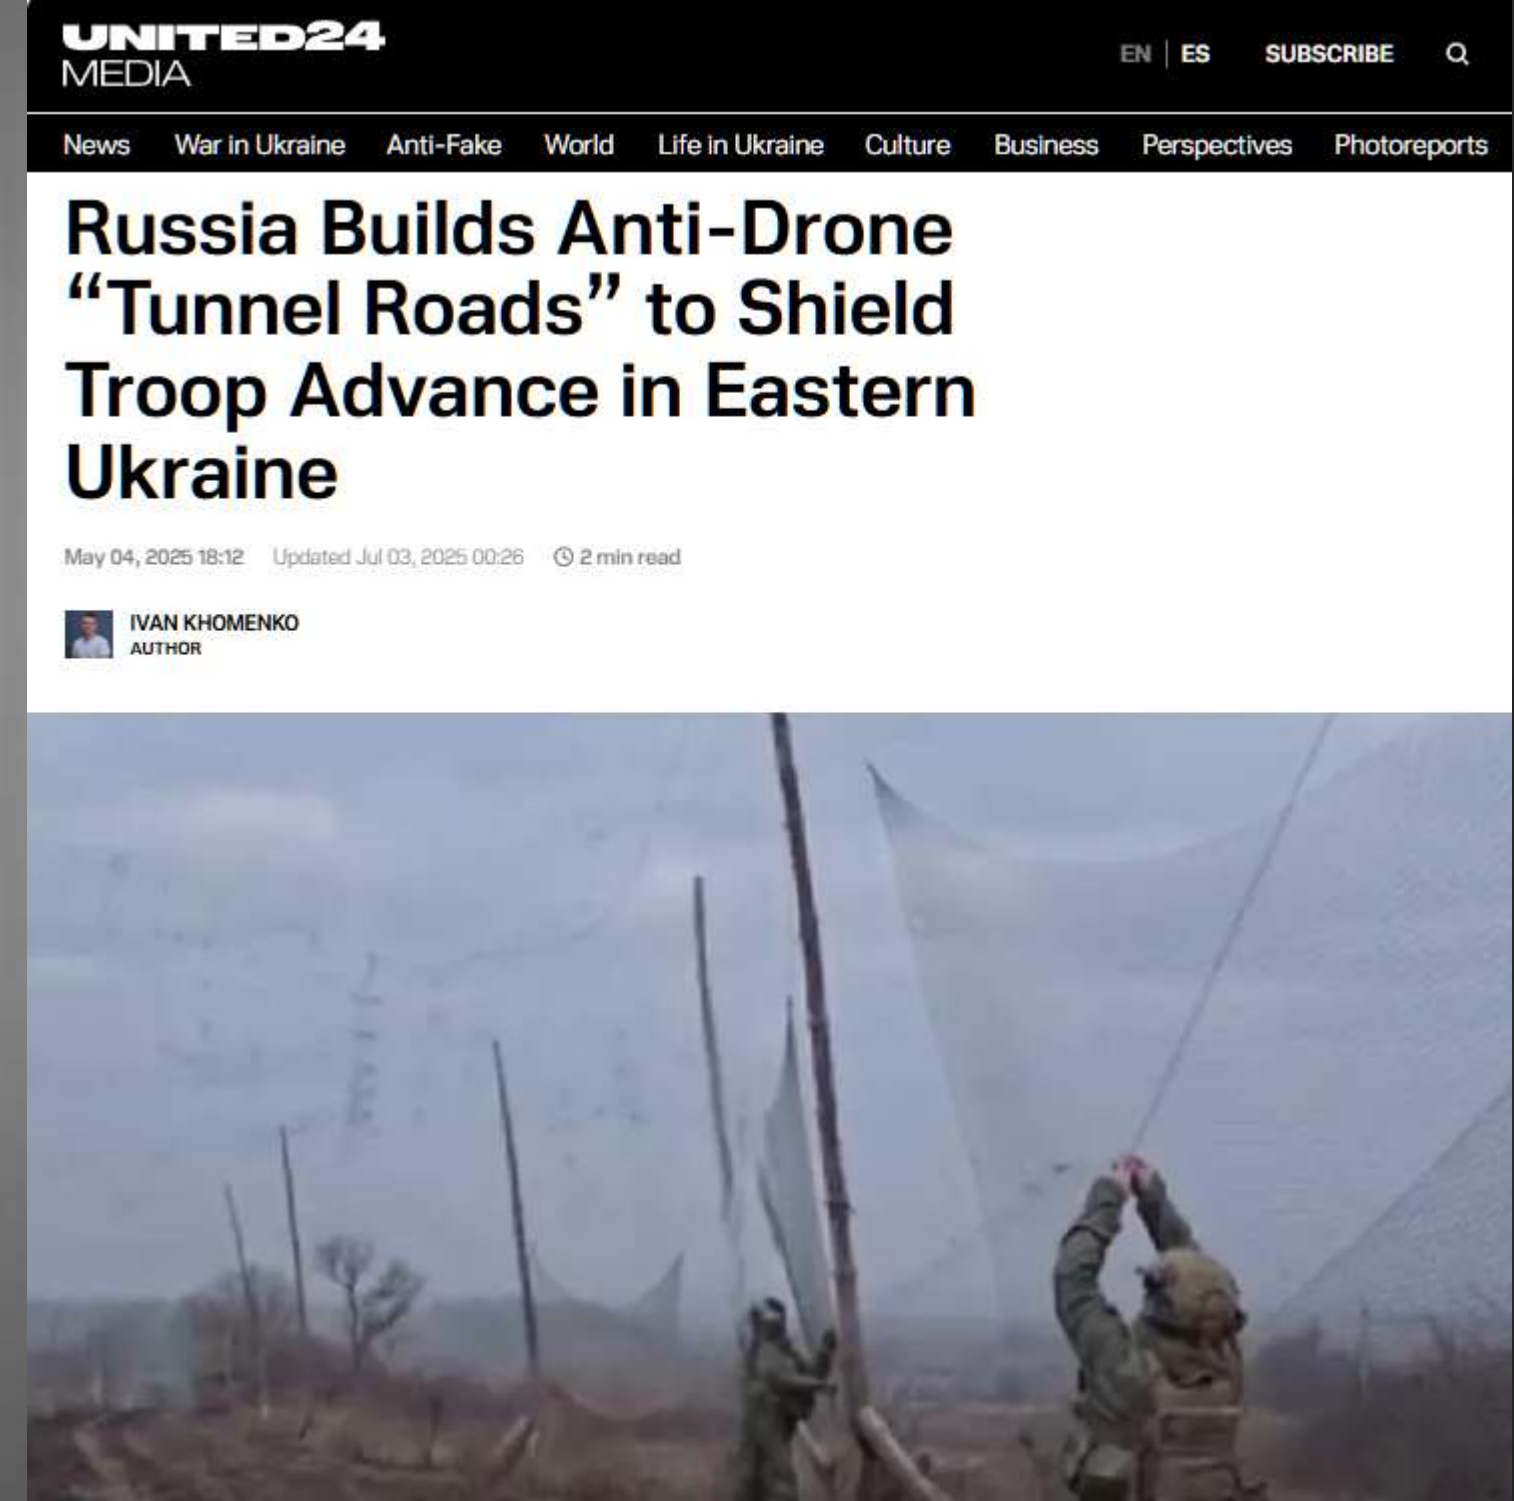 UNITED24
MEDIA
EN | ES SUBSCRIBE
News War in Ukraine Anti-Fake World Life in Ukraine Culture Business Perspectives Photoreports
Russia Builds Anti-Drone
“Tunnel Roads” to Shield
Troop Advance in Eastern
Ukraine
May 04, 2025 18:12 Updated Jul 03, 2025 00:26 2 min read
IVAN KHOMENKO
AUTHOR